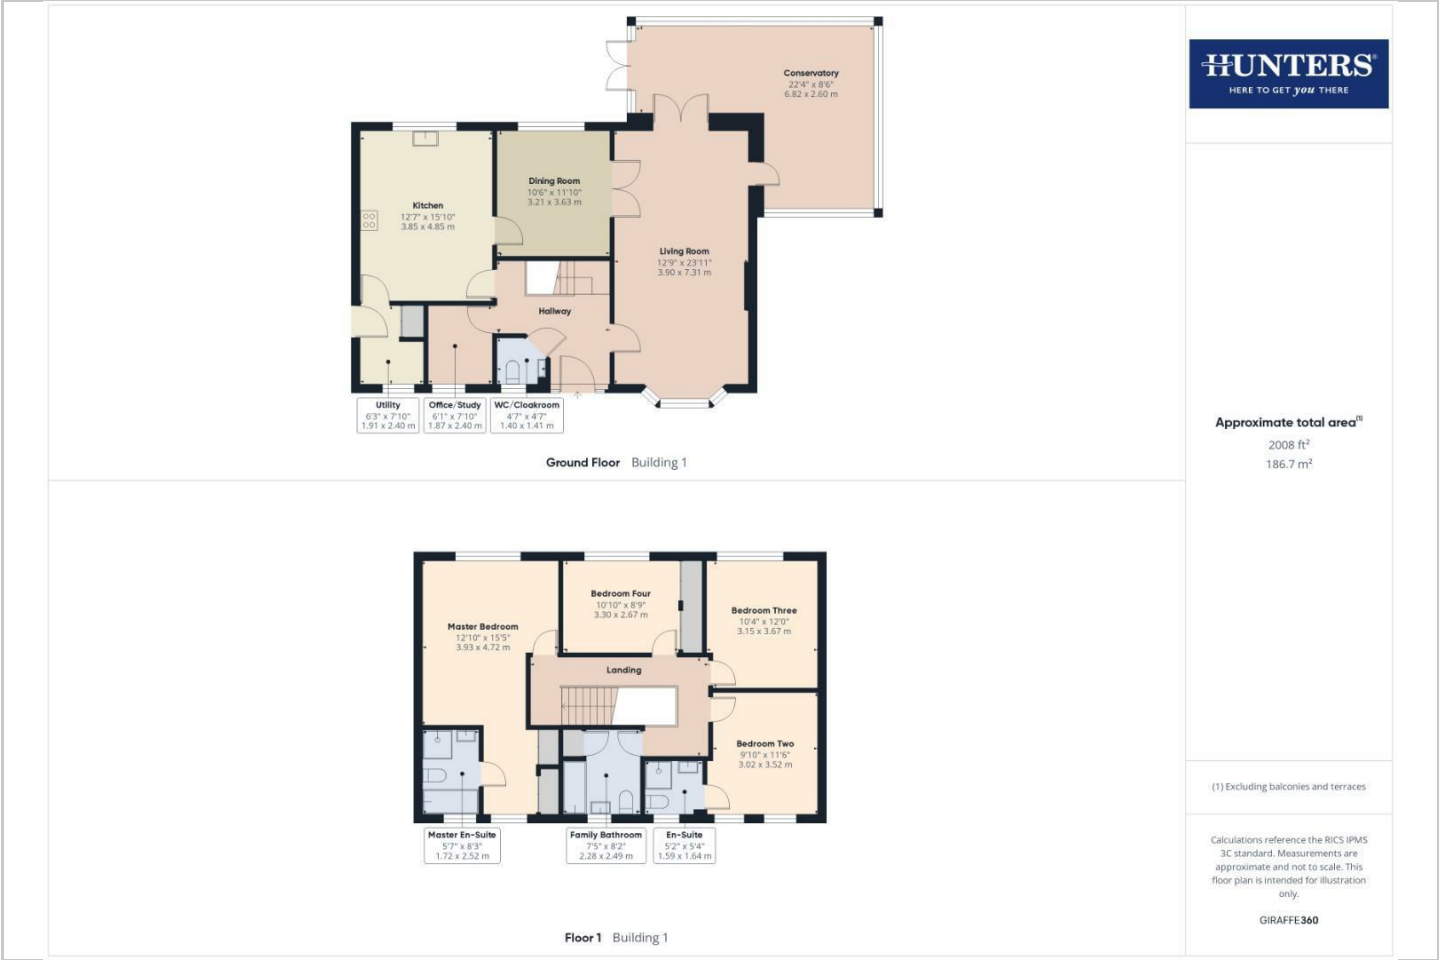 Conservatory
22'4" x 8'6"
6.82 x 2.60 m
HUNTERS®
HERE TO GET you THERE
Kitchen
12'7" x 15'10"
3.85 x 4.85 m
Dining Room
10'6" x 11'10"
3.21 x 3.63 m
Living Room
12'9" x 23'11"
3.90 x 7.31 m
Hallway
Utility
6'3" x 7'10"
1.91 x 2.40 m
Office/Study
6'1" x 7'10"
1.87 x 2.40 m
WC/Cloakroom
4'7" x 4'7"
1.40 x 1.41 m
Ground Floor Building 1
Approximate total area(1)
2008 ft²
186.7 m²
Master Bedroom
12'10" x 15'5"
3.93 x 4.72 m
Bedroom Four
10'10" x 8'9"
3.30 x 2.67 m
Bedroom Three
10'4" x 12'0"
3.15 x 3.67 m
Landing
Bedroom Two
9'10" x 11'6"
3.02 x 3.52 m
Master En-Suite
5'7" x 8'3"
1.72 x 2.52 m
Family Bathroom
7'5" x 8'2"
2.28 x 2.49 m
En-Suite
5'2" x 5'4"
1.59 x 1.64 m
Floor 1 Building 1
(1) Excluding balconies and terraces
Calculations reference the RICS IPMS
3C standard. Measurements are
approximate and not to scale. This
floor plan is intended for illustration
only.
GIRAFFE360